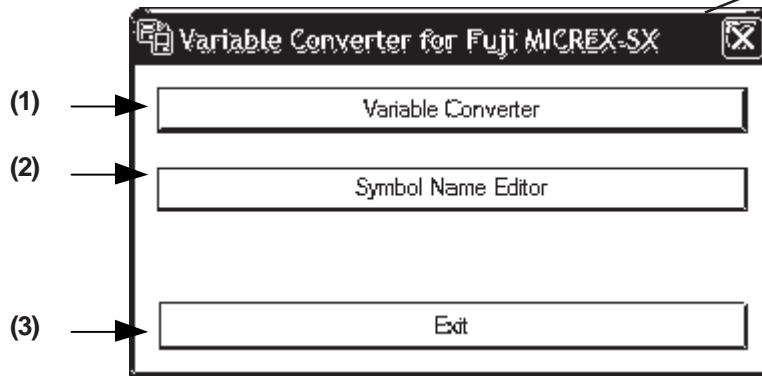 Variable Converter for Fuji MICREX-SX
(1) Variable Converter
(2) Symbol Name Editor
(3) Exit